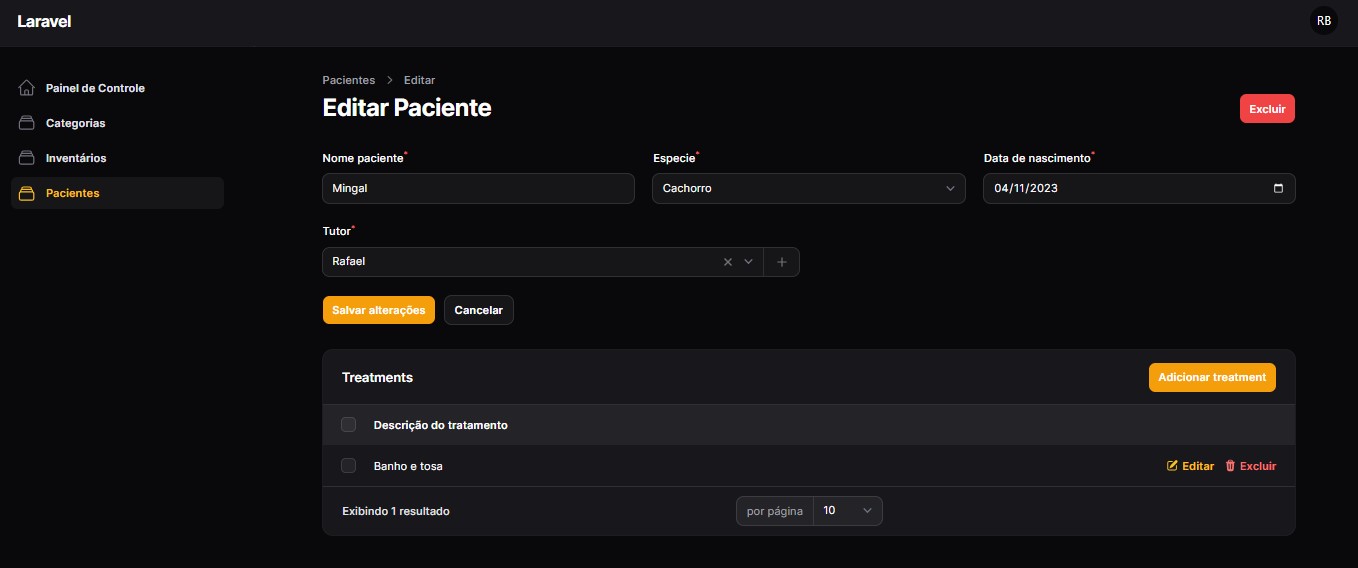 Laravel
RB
Painel de Controle
Categorias
Inventários
Pacientes
Pacientes > Editar
Editar Paciente
Excluir
Nome paciente* Especie* Data de nascimento*
Mingal Cachorro 04/11/2023
Tutor*
Rafael
Salvar alterações Cancelar
Treatments Adicionar treatment
Descrição do tratamento
Banho e tosa Editar Excluir
Exibindo 1 resultado por página 10